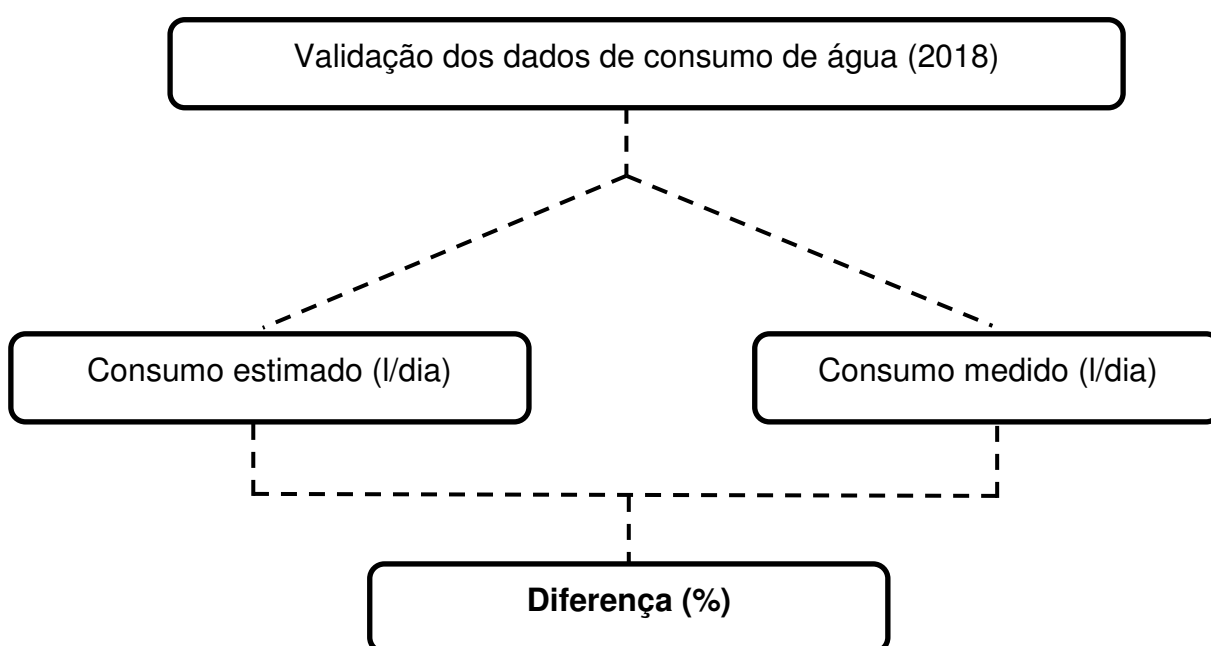 Validação dos dados de consumo de água (2018)
Consumo estimado (l/dia)
Consumo medido (l/dia)
Diferença (%)